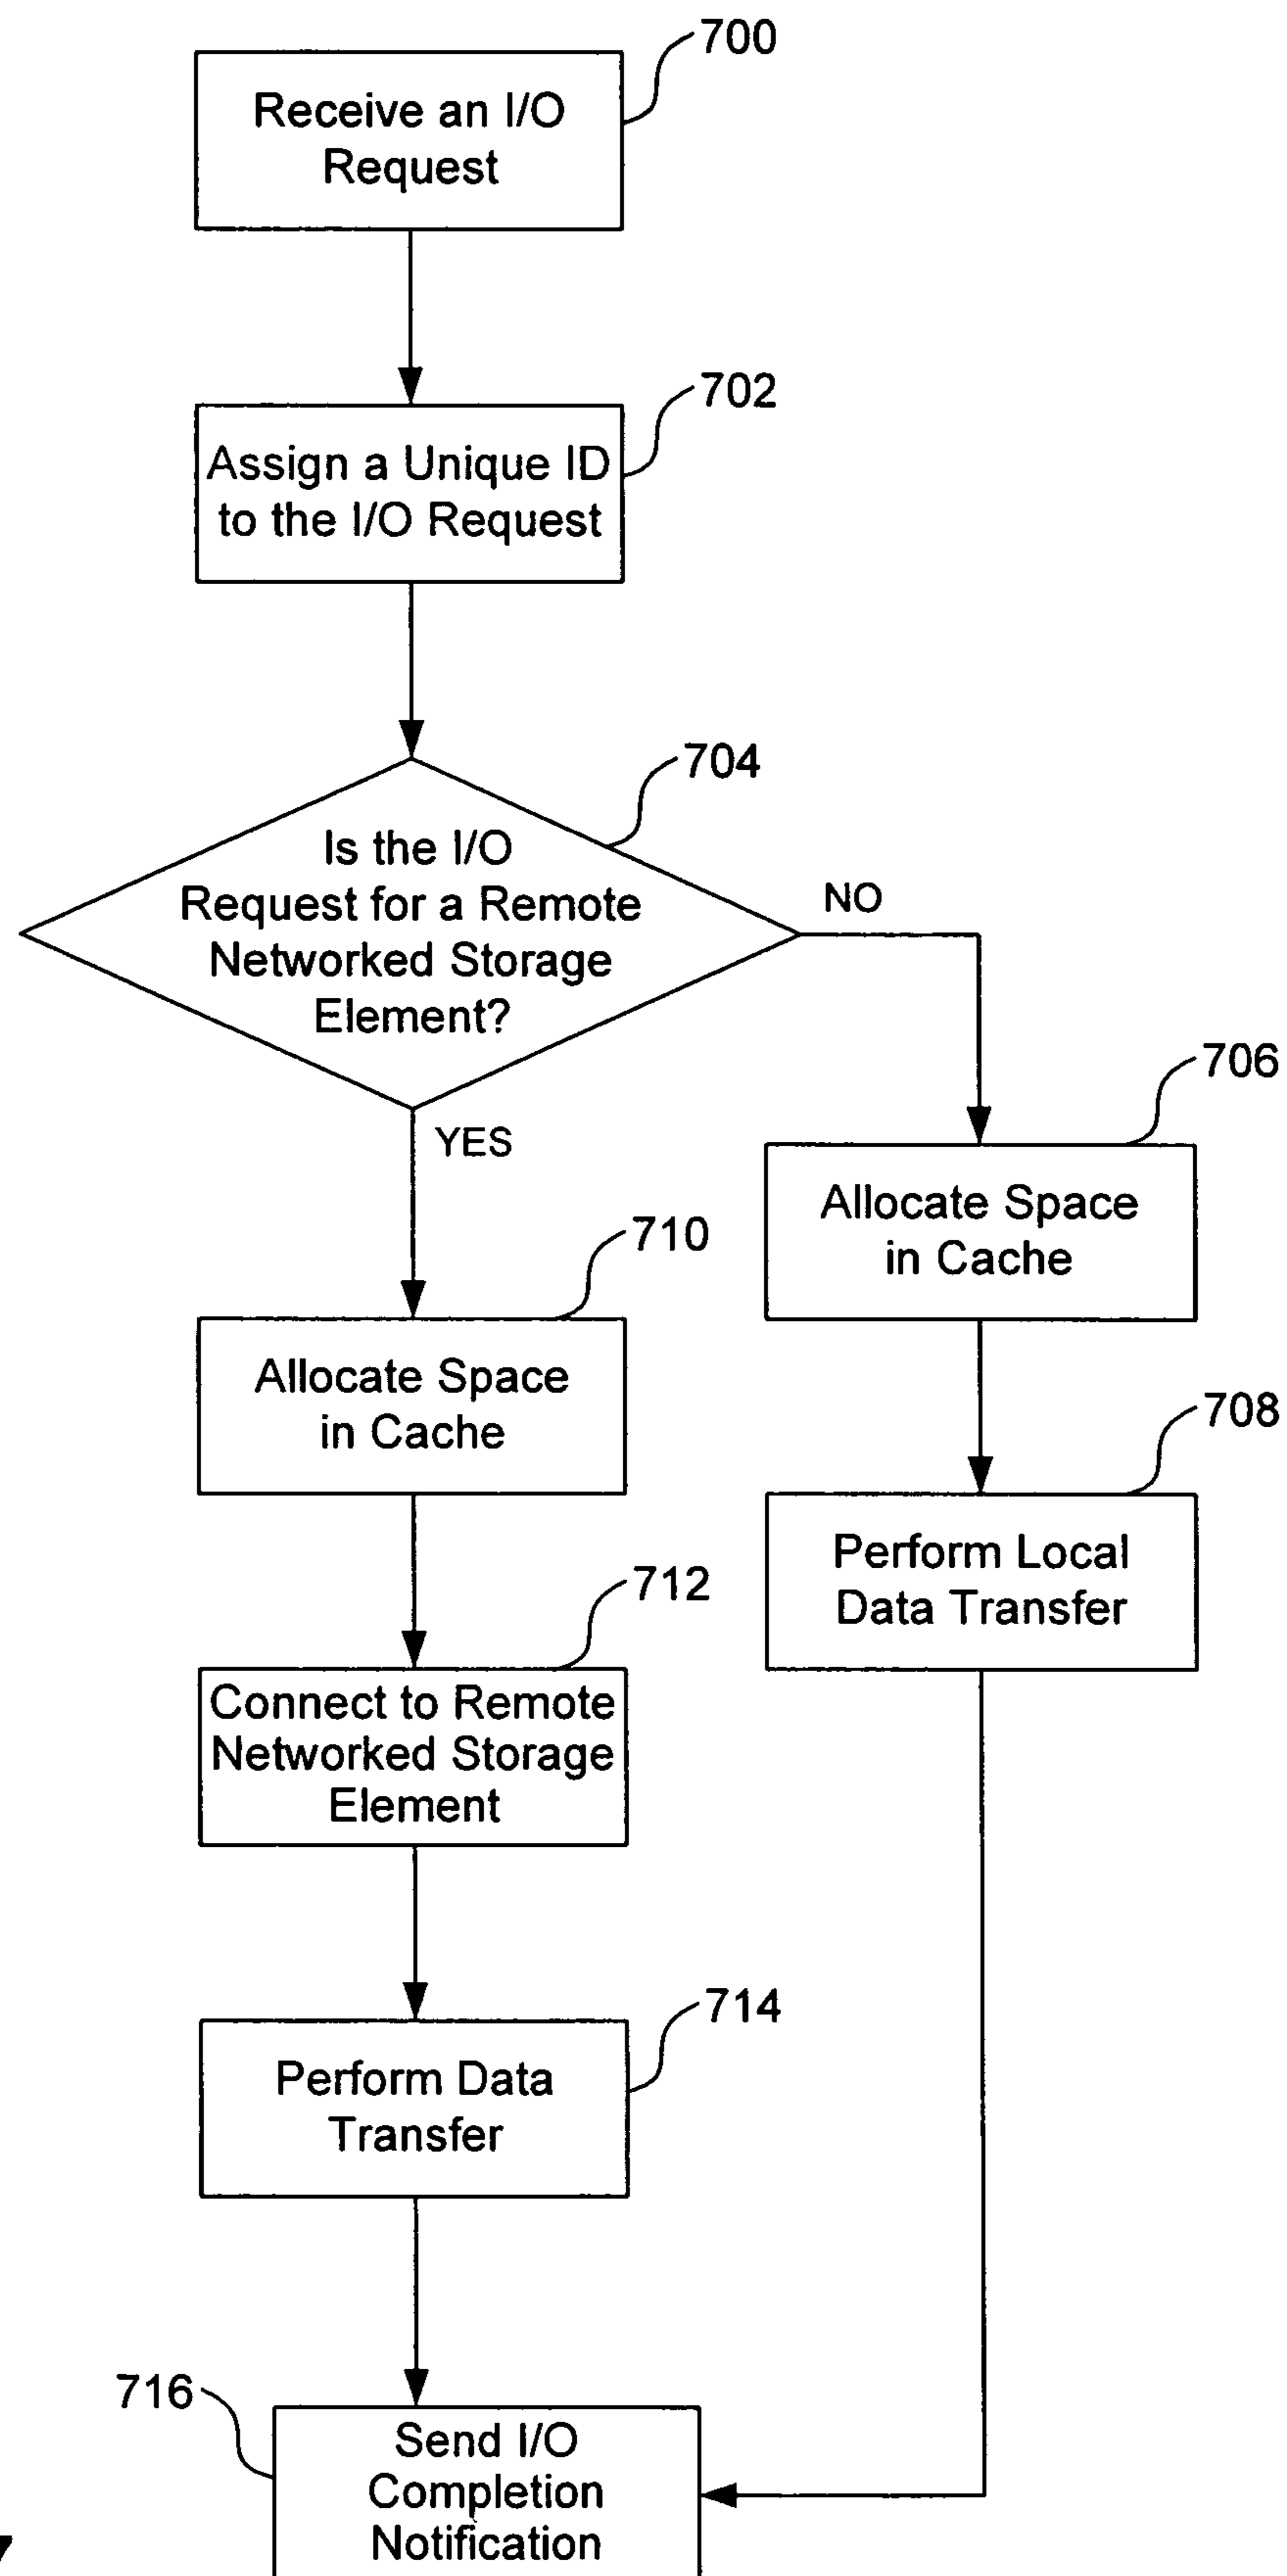 700
Receive an I/O
Request
702
Assign a Unique ID
to the I/O Request
704
Is the I/O
Request for a Remote
Networked Storage
Element?
NO
YES
706
Allocate Space
in Cache
710
Allocate Space
in Cache
708
Perform Local
Data Transfer
712
Connect to Remote
Networked Storage
Element
714
Perform Data
Transfer
716
Send I/O
Completion
Notification